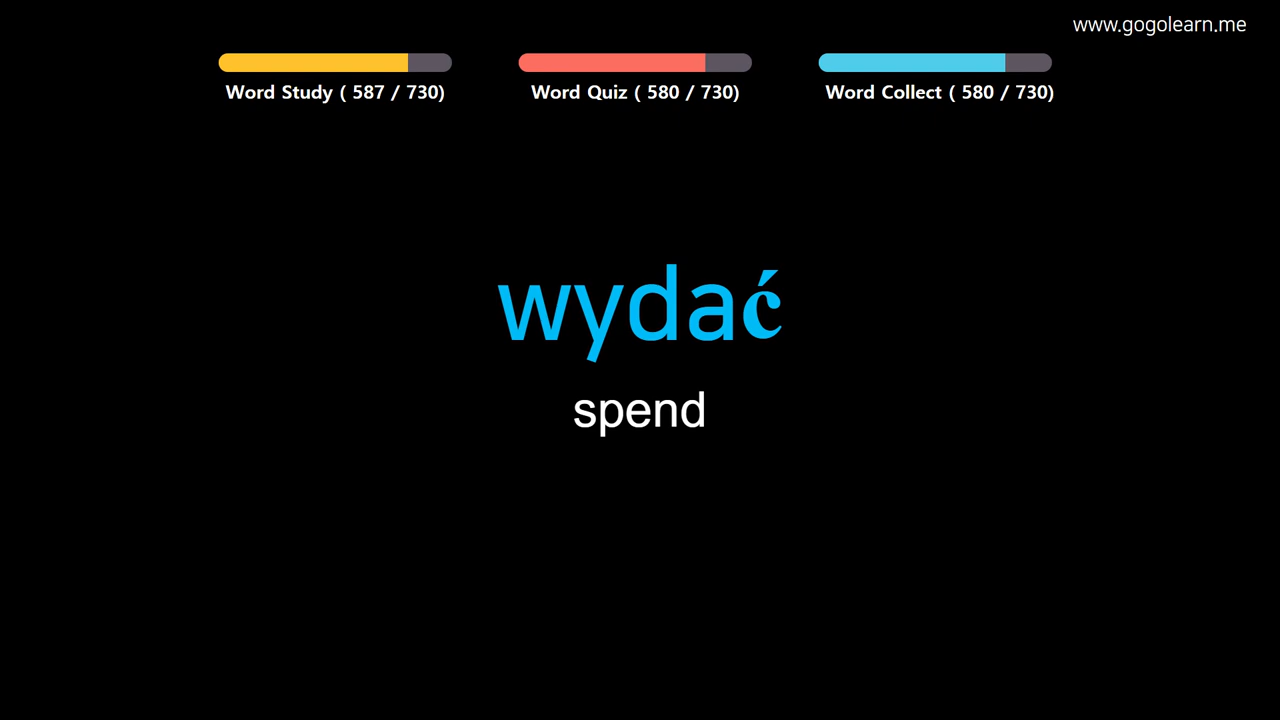 www.gogolearn.me
Word Study ( 587 / 730)
Word Quiz ( 580 / 730)
Word Collect ( 580 / 730)
wydać
spend